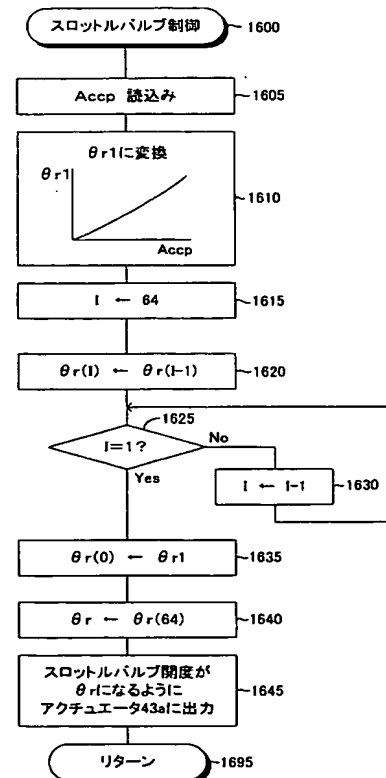 スロットルバルブ制御
1600
Accp 読込み
1605
θr1に変換
θr1
Accp
1610
I ← 64
1615
θr(I) ← θr(I-1)
1620
1625
I=1?
No
Yes
I ← I-1
1630
θr(0) ← θr1
1635
θr ← θr(64)
1640
スロットルバルブ開度が
θrになるように
アクチュエータ43aに出力
1645
リターン
1695